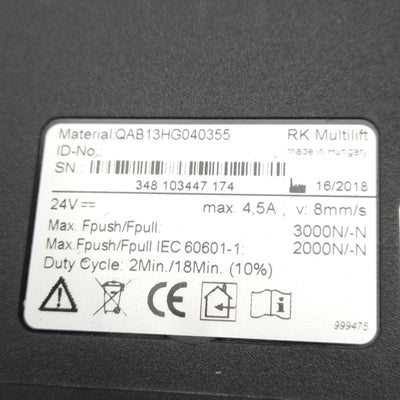 Material:QAB13HG040355 RK Multilift
ID-No.: made in Hungary
SN.:
348 103447 174 16/2018
24V⎓ max. 4,5A , v: 8mm/s
Max. Fpush/Fpull: 3000N/-N
Max.Fpush/Fpull IEC 60601-1: 2000N/-N
Duty Cycle: 2Min./18Min. (10%)
CE
999475